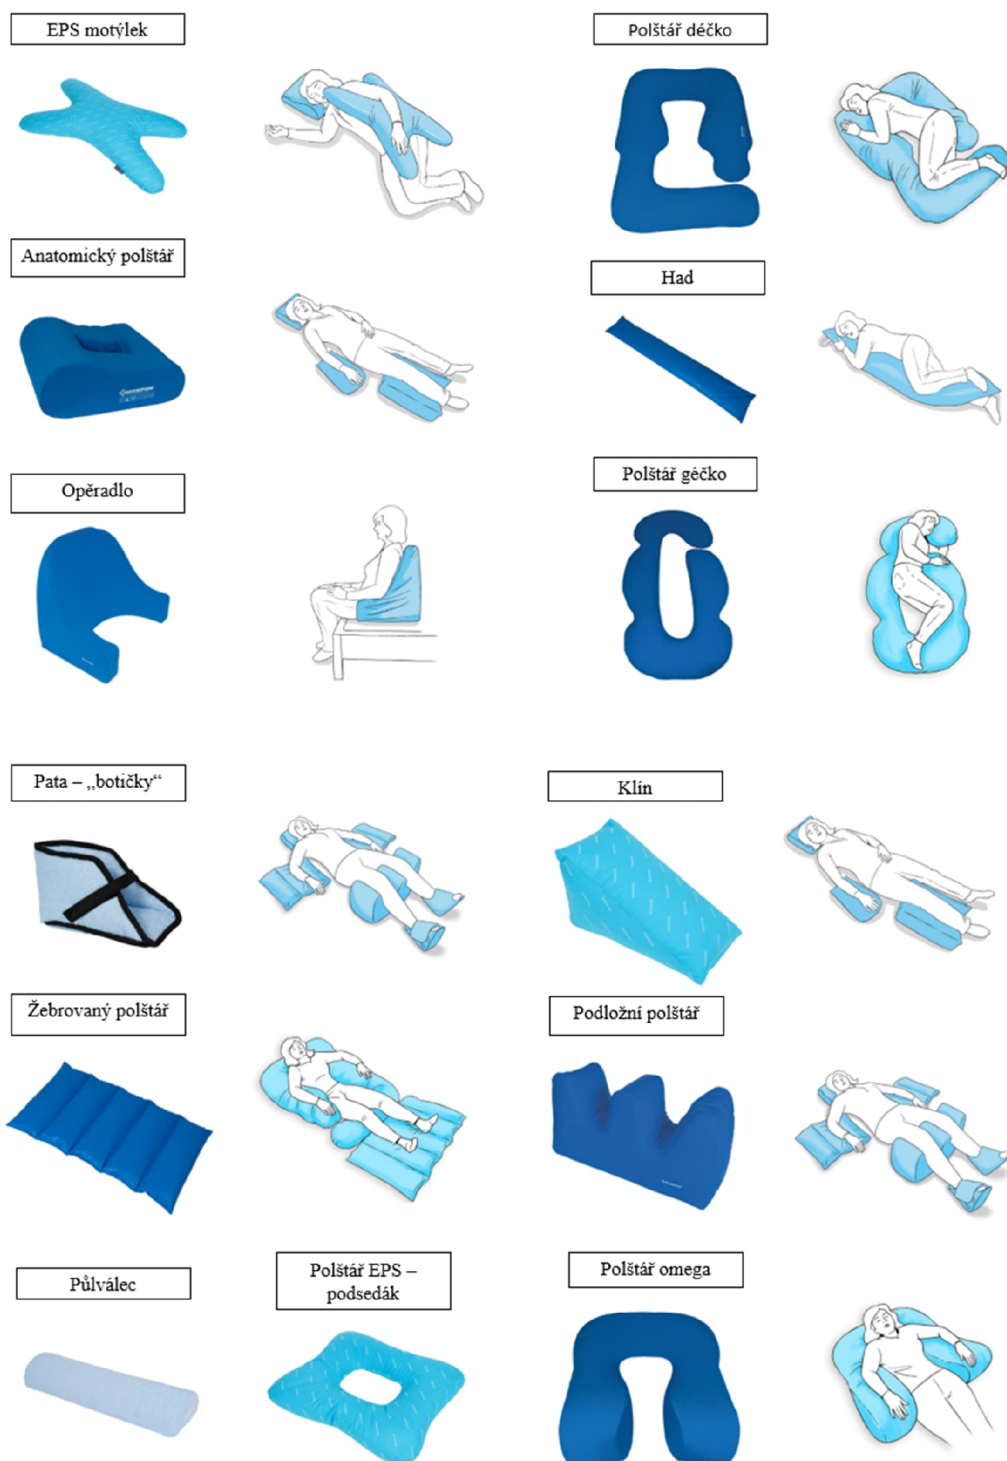 EPS motýlek
Polštář déčko
Anatomický polštář
Had
Opěradlo
Polštář géčko
Pata – „botičky“
Klín
Žebrovaný polštář
Podložní polštář
Půlválec
Polštář EPS –
podsedák
Polštář omega